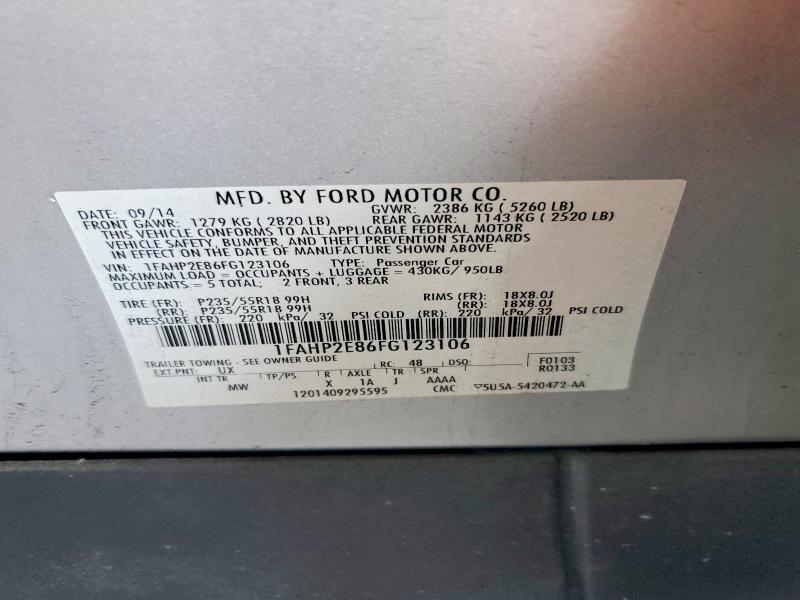 MFD. BY FORD MOTOR CO.
DATE: 09/14 GVWR: 2386 KG ( 5260 LB)
FRONT GAWR: 1279 KG ( 2820 LB) REAR GAWR: 1143 KG ( 2520 LB)
THIS VEHICLE CONFORMS TO ALL APPLICABLE FEDERAL MOTOR
VEHICLE SAFETY, BUMPER, AND THEFT PREVENTION STANDARDS
IN EFFECT ON THE DATE OF MANUFACTURE SHOWN ABOVE.
VIN: 1FAHP2E86FG123106 TYPE: Passenger Car
MAXIMUM LOAD = OCCUPANTS + LUGGAGE = 430KG/ 950LB
OCCUPANTS = 5 TOTAL; 2 FRONT, 3 REAR
TIRE (FR): P235/55R18 99H RIMS (FR): 18X8.0J
(RR): P235/55R18 99H (RR): 18X8.0J
PRESSURE (FR): 220 kPa/ 32 PSI COLD (RR): 220 kPa/ 32 PSI COLD
1FAHP2E86FG123106
TRAILER TOWING - SEE OWNER GUIDE F0103
EXT PNT: UX RC: 48 DSO: R0133
INT TR TP/PS R AXLE TR SPR
MW X 1A J AAAA
1201409295595 CMC ▽5U5A-5420472-AA